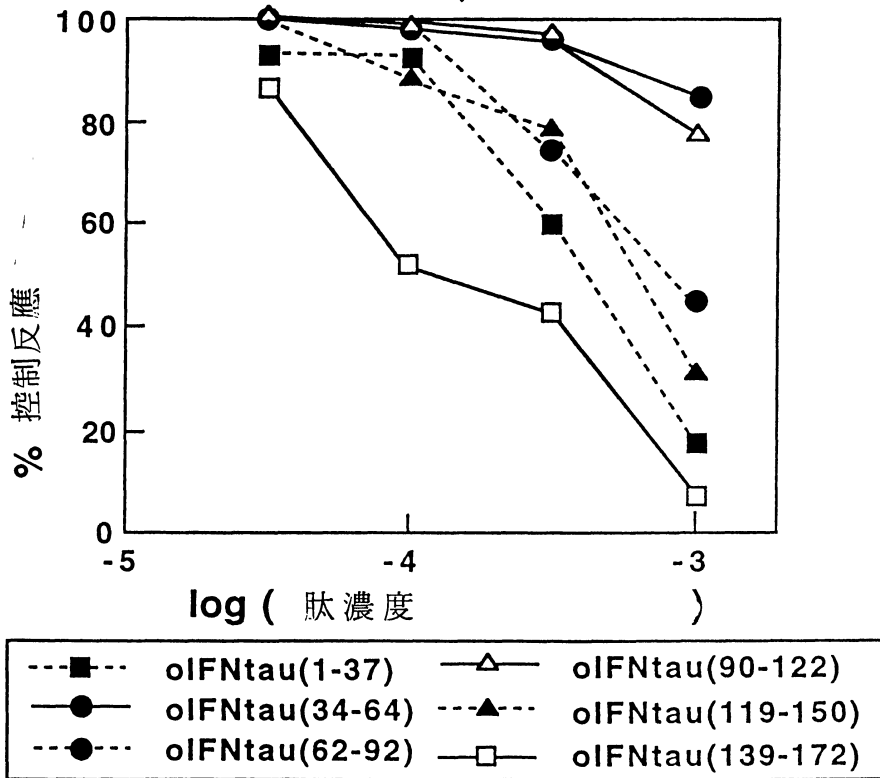 100
80
60
40
20
0
% 控制反應
-5 -4 -3
log ( 肽濃度 )
oIFNtau(1-37)
oIFNtau(34-64)
oIFNtau(62-92)
oIFNtau(90-122)
oIFNtau(119-150)
oIFNtau(139-172)